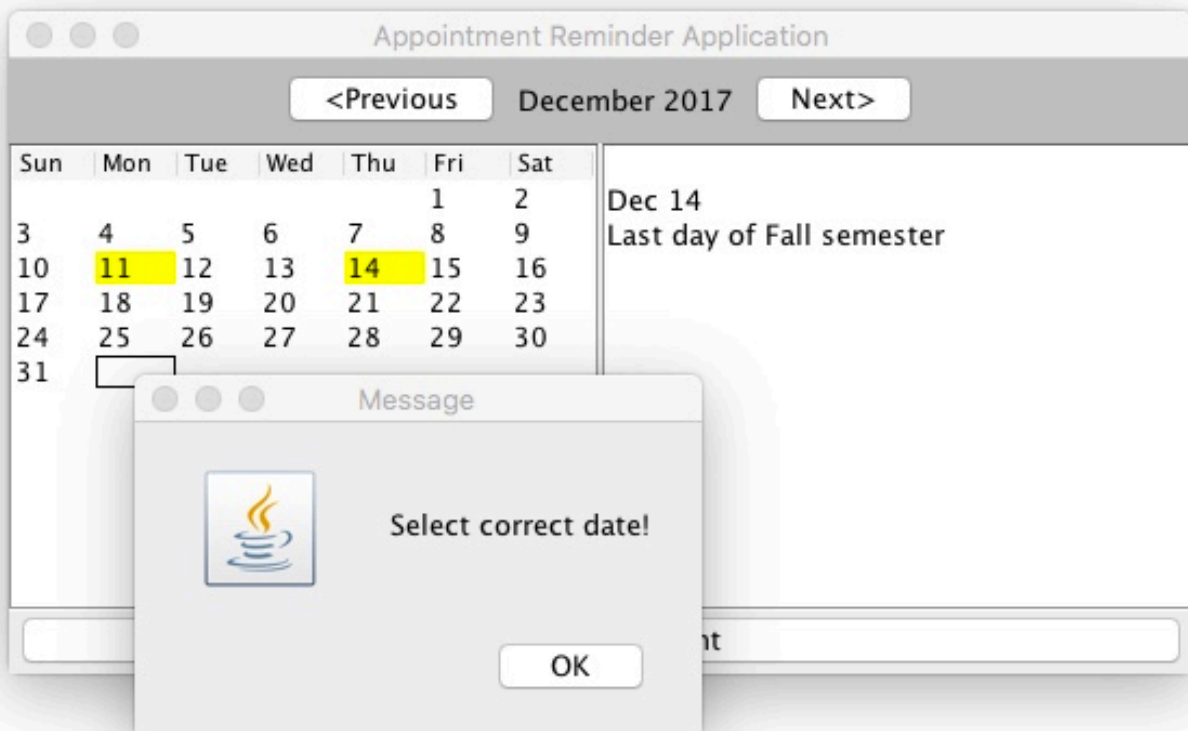 Appointment Reminder Application
<Previous December 2017 Next>
Sun Mon Tue Wed Thu Fri Sat
1 2
3 4 5 6 7 8 9
10 11 12 13 14 15 16
17 18 19 20 21 22 23
24 25 26 27 28 29 30
31
Dec 14
Last day of Fall semester
Message
Select correct date!
OK